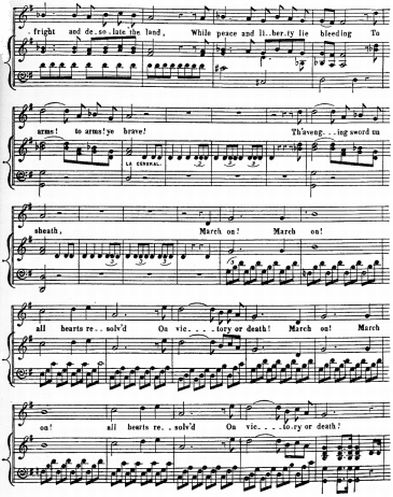 fright and de. so. late the land, While peace and li. ber. ty lie bleeding To
arms! to arms! ye brave! Th'aveng. . . ing sword un
LA GENERAL.
sheath, March on! March on!
all hearts re. . solv'd On vic. . . . tory or death! March on! March
on! all hearts re. . solv'd On vic. . . . to. ry or death!